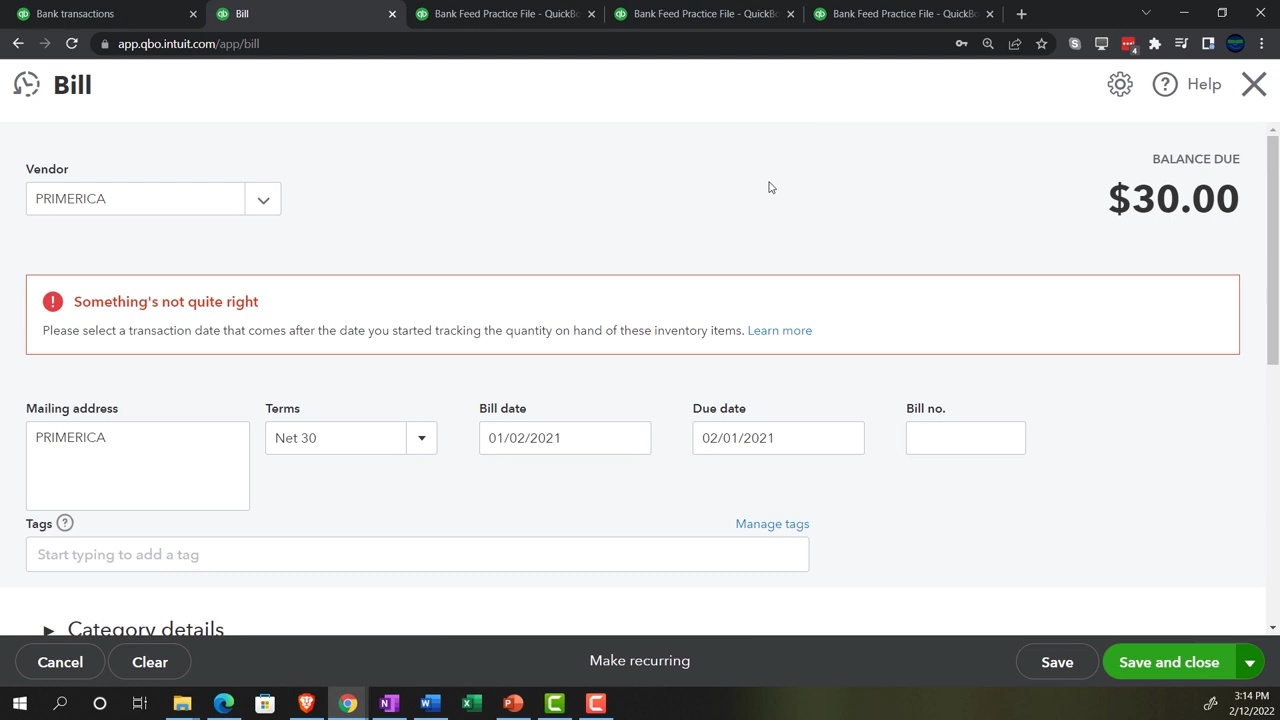 Bank transactions
Bill
Bank Feed Practice File - QuickBo
Bank Feed Practice File - QuickBo
Bank Feed Practice File - QuickBo
app.qbo.intuit.com/app/bill
4
Bill
Help
Vendor
BALANCE DUE
PRIMERICA
$30.00
Something's not quite right
Please select a transaction date that comes after the date you started tracking the quantity on hand of these inventory items. Learn more
Mailing address
Terms
Bill date
Due date
Bill no.
PRIMERICA
Net 30
01/02/2021
02/01/2021
Tags
Manage tags
Start typing to add a tag
Category details
Cancel
Clear
Make recurring
Save
Save and close
3:14 PM
2/12/2022